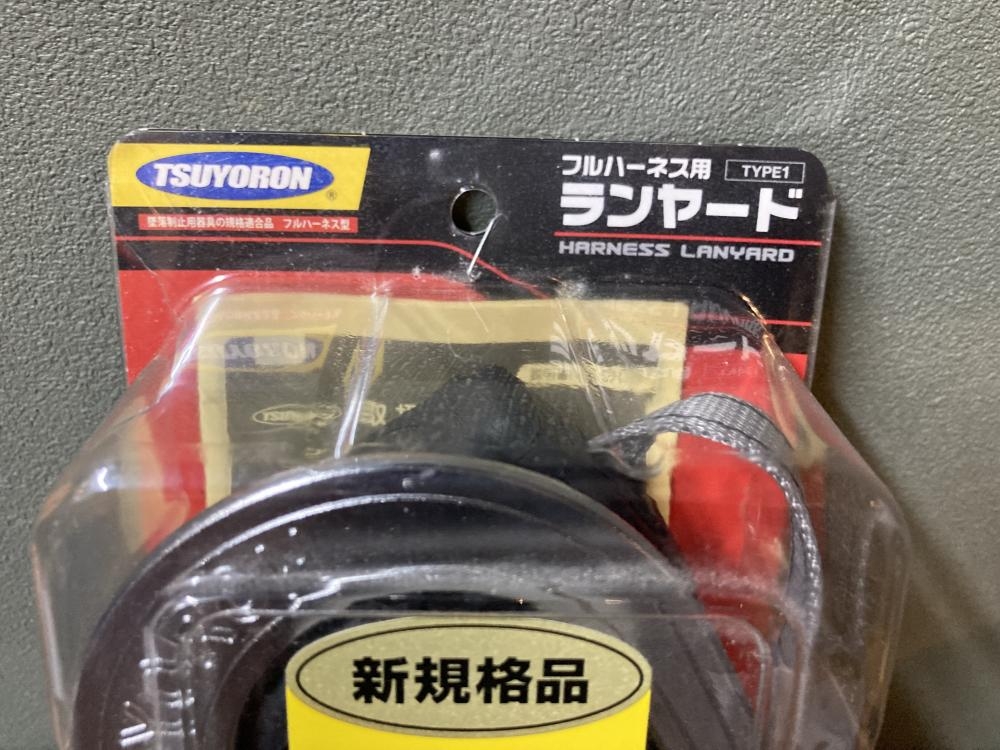 TSUYORON®
墜落制止用器具の規格適合品 フルハーネス型
フルハーネス用 TYPE1
ランヤード
HARNESS LANYARD
新規格品